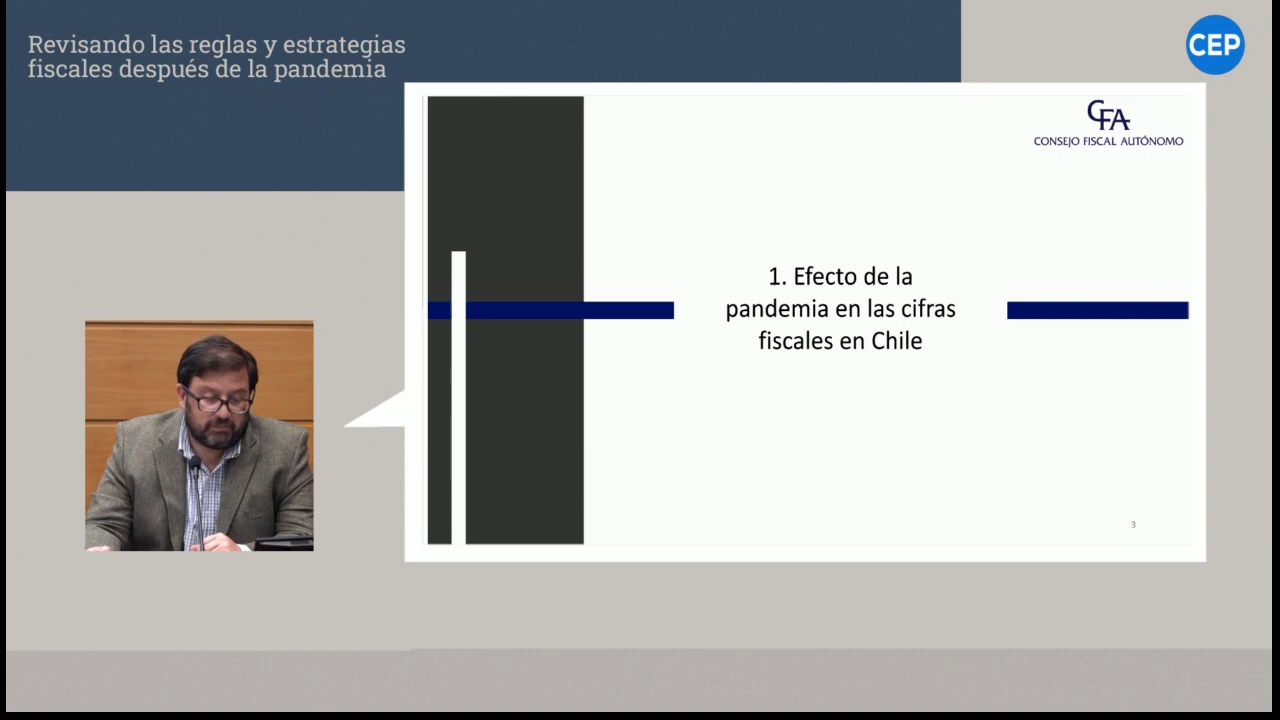 Revisando las reglas y estrategias
fiscales después de la pandemia
CEP
CFA
CONSEJO FISCAL AUTÓNOMO
1. Efecto de la
pandemia en las cifras
fiscales en Chile
3